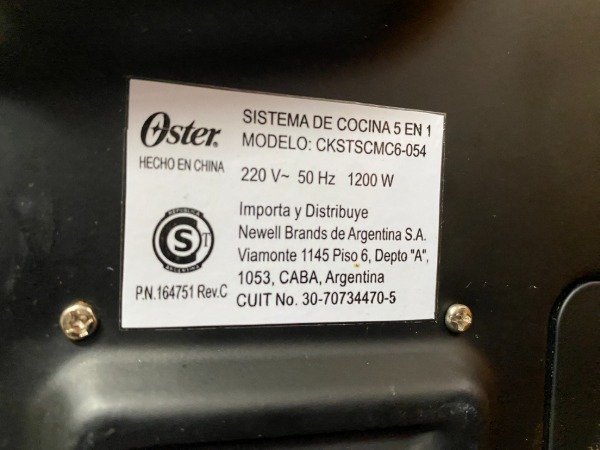 Oster
HECHO EN CHINA
SISTEMA DE COCINA 5 EN 1
MODELO: CKSTSCMC6-054
220 V~ 50 Hz 1200 W
Importa y Distribuye
Newell Brands de Argentina S.A.
Viamonte 1145 Piso 6, Depto "A",
1053, CABA, Argentina
CUIT No. 30-70734470-5
REPUBLICA
S T
ARGENTINA
P.N.164751 Rev.C